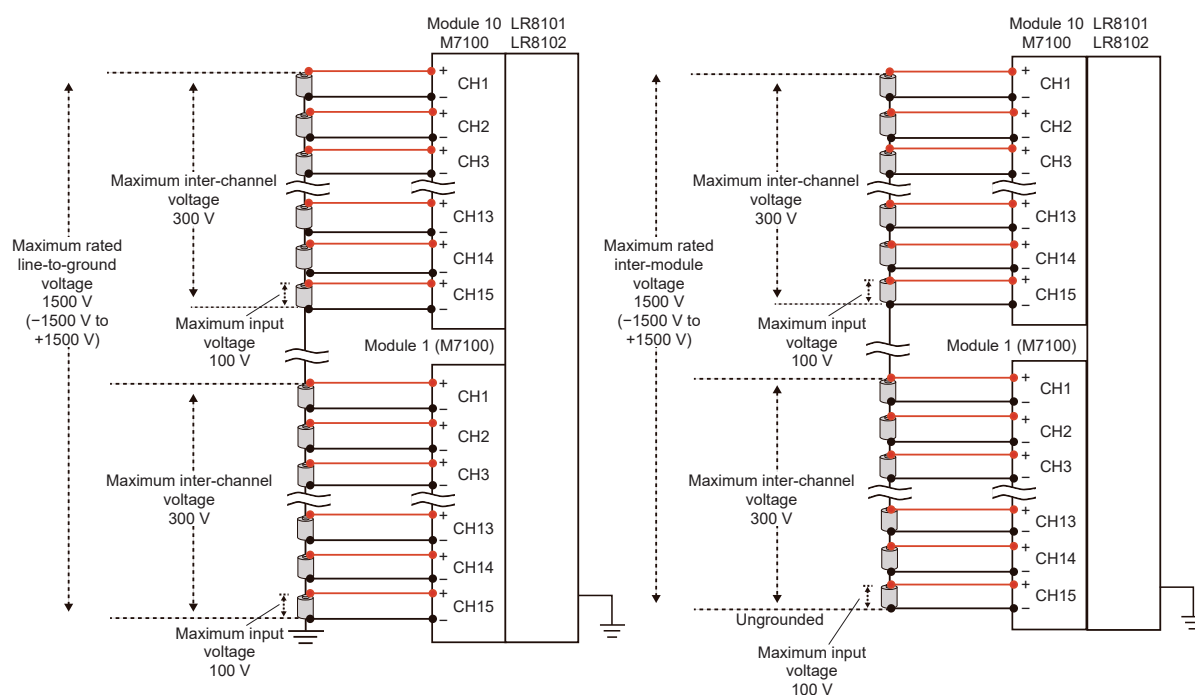 Module 10 LR8101
M7100 LR8102
+
CH1
−
+
CH2
−
+
CH3
−
Maximum inter-channel
voltage
300 V
+
CH13
−
+
CH14
−
+
CH15
−
Maximum rated
line-to-ground
voltage
1500 V
(−1500 V to
+1500 V)
Maximum input
voltage
100 V
Module 1 (M7100)
+
CH1
−
+
CH2
−
+
CH3
−
Maximum inter-channel
voltage
300 V
+
CH13
−
+
CH14
−
+
CH15
−
Maximum input
voltage
100 V
Module 10 LR8101
M7100 LR8102
+
CH1
−
+
CH2
−
+
CH3
−
Maximum inter-channel
voltage
300 V
+
CH13
−
+
CH14
−
+
CH15
−
Maximum rated
inter-module
voltage
1500 V
(−1500 V to
+1500 V)
Maximum input
voltage
100 V
Module 1 (M7100)
+
CH1
−
+
CH2
−
+
CH3
−
Maximum inter-channel
voltage
300 V
+
CH13
−
+
CH14
−
+
CH15
−
Ungrounded
Maximum input
voltage
100 V